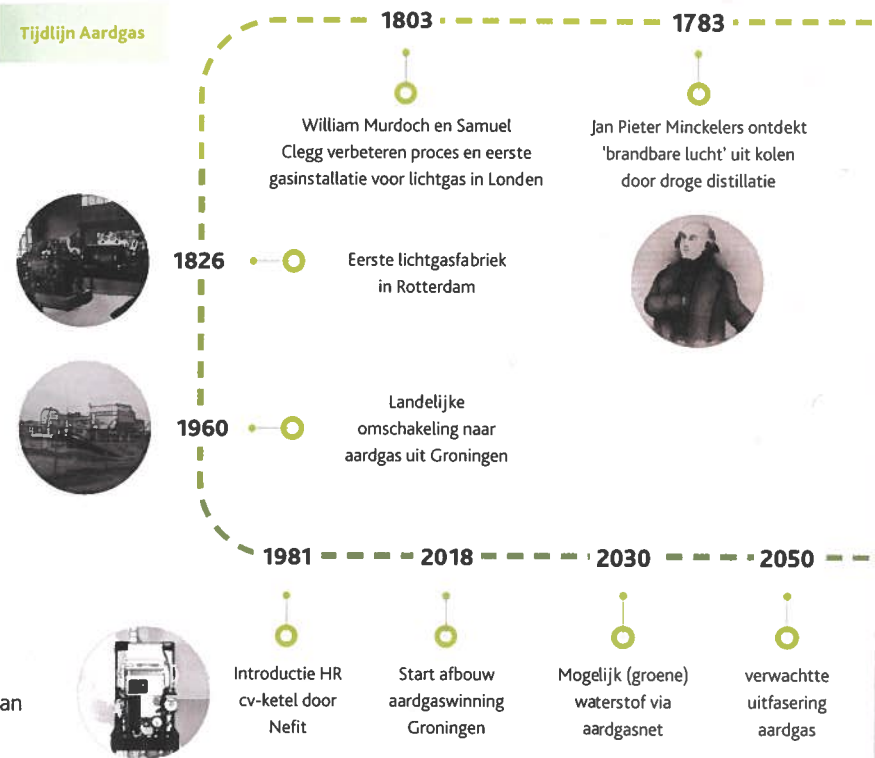 Tijdlijn Aardgas
1803
1783
William Murdoch en Samuel
Clegg verbeteren proces en eerste
gasinstallatie voor lichtgas in Londen
Jan Pieter Minckelers ontdekt
'brandbare lucht' uit kolen
door droge distillatie
1826
Eerste lichtgasfabriek
in Rotterdam
1960
Landelijke
omschakeling naar
aardgas uit Groningen
1981
2018
2030
2050
Introductie HR
cv-ketel door
Nefit
Start afbouw
aardgaswinning
Groningen
Mogelijk (groene)
waterstof via
aardgasnet
verwachtte
uitfasering
aardgas
an